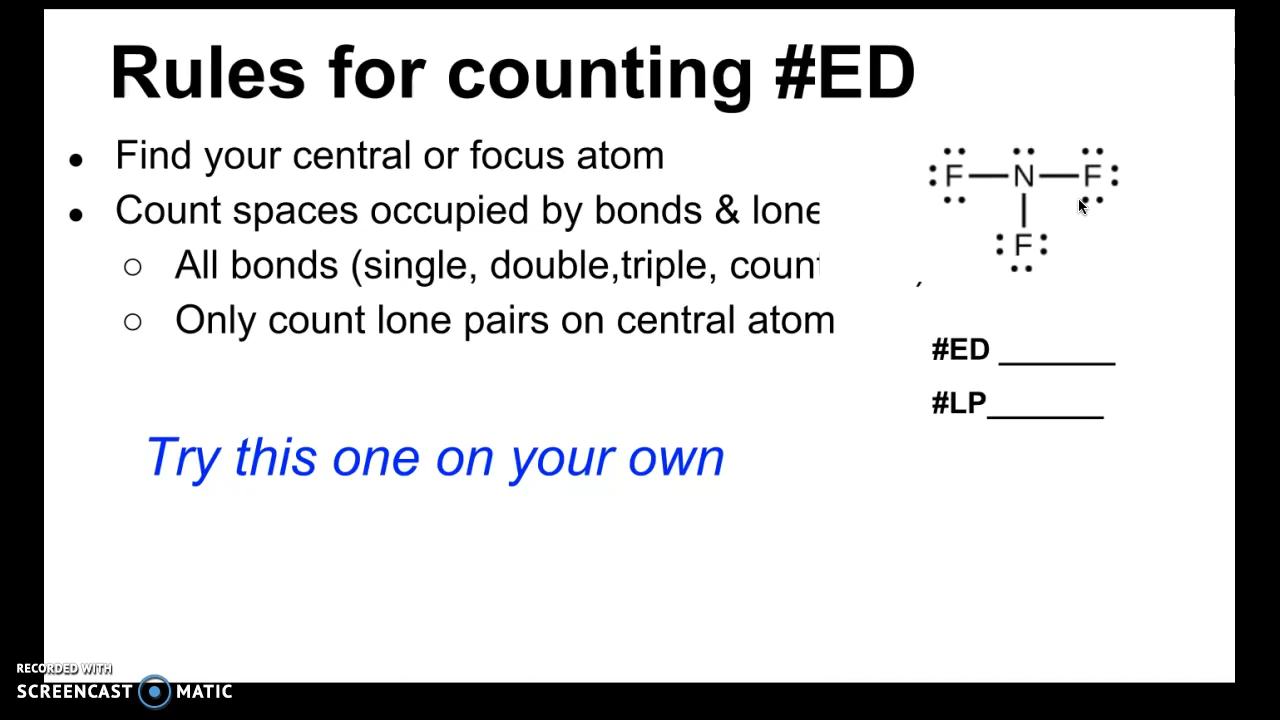 Rules for counting #ED
● Find your central or focus atom
● Count spaces occupied by bonds & lone
○ All bonds (single, double,triple, count
○ Only count lone pairs on central atom
F N F
F
#ED _______
#LP_______
Try this one on your own
RECORDED WITH
SCREENCAST MATIC